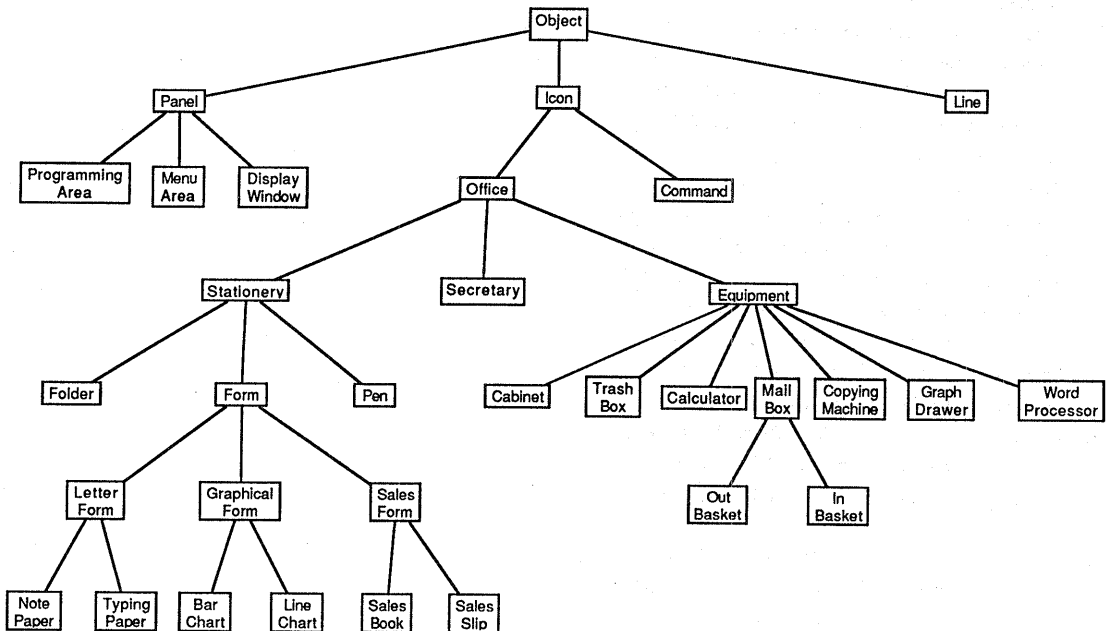 Object
Panel
Icon
Line
Programming
Area
Menu
Area
Display
Window
Office
Command
Stationery
Secretary
Equipment
Folder
Form
Pen
Cabinet
Trash
Box
Calculator
Mail
Box
Copying
Machine
Graph
Drawer
Word
Processor
Letter
Form
Graphical
Form
Sales
Form
Out
Basket
In
Basket
Note
Paper
Typing
Paper
Bar
Chart
Line
Chart
Sales
Book
Sales
Slip